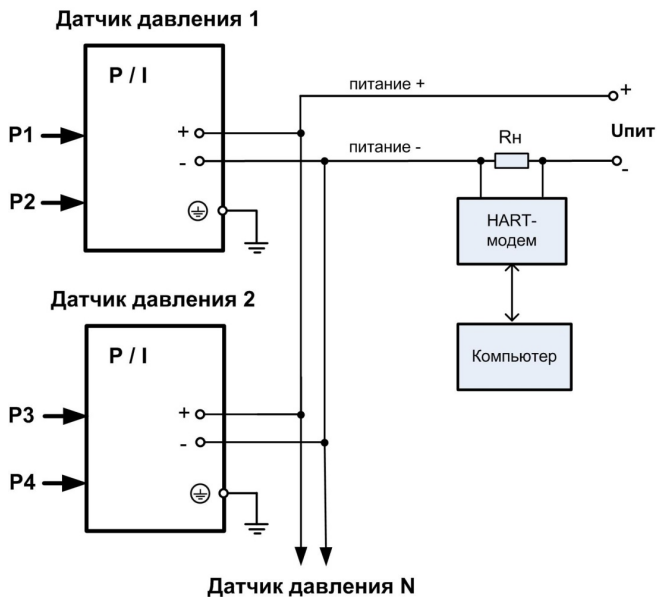 Датчик давления 1
P / I
питание +
+
P1
+
Rн
Uпит
-
питание -
-
P2
HART-
модем
Датчик давления 2
P / I
Компьютер
P3
+
-
P4
Датчик давления N